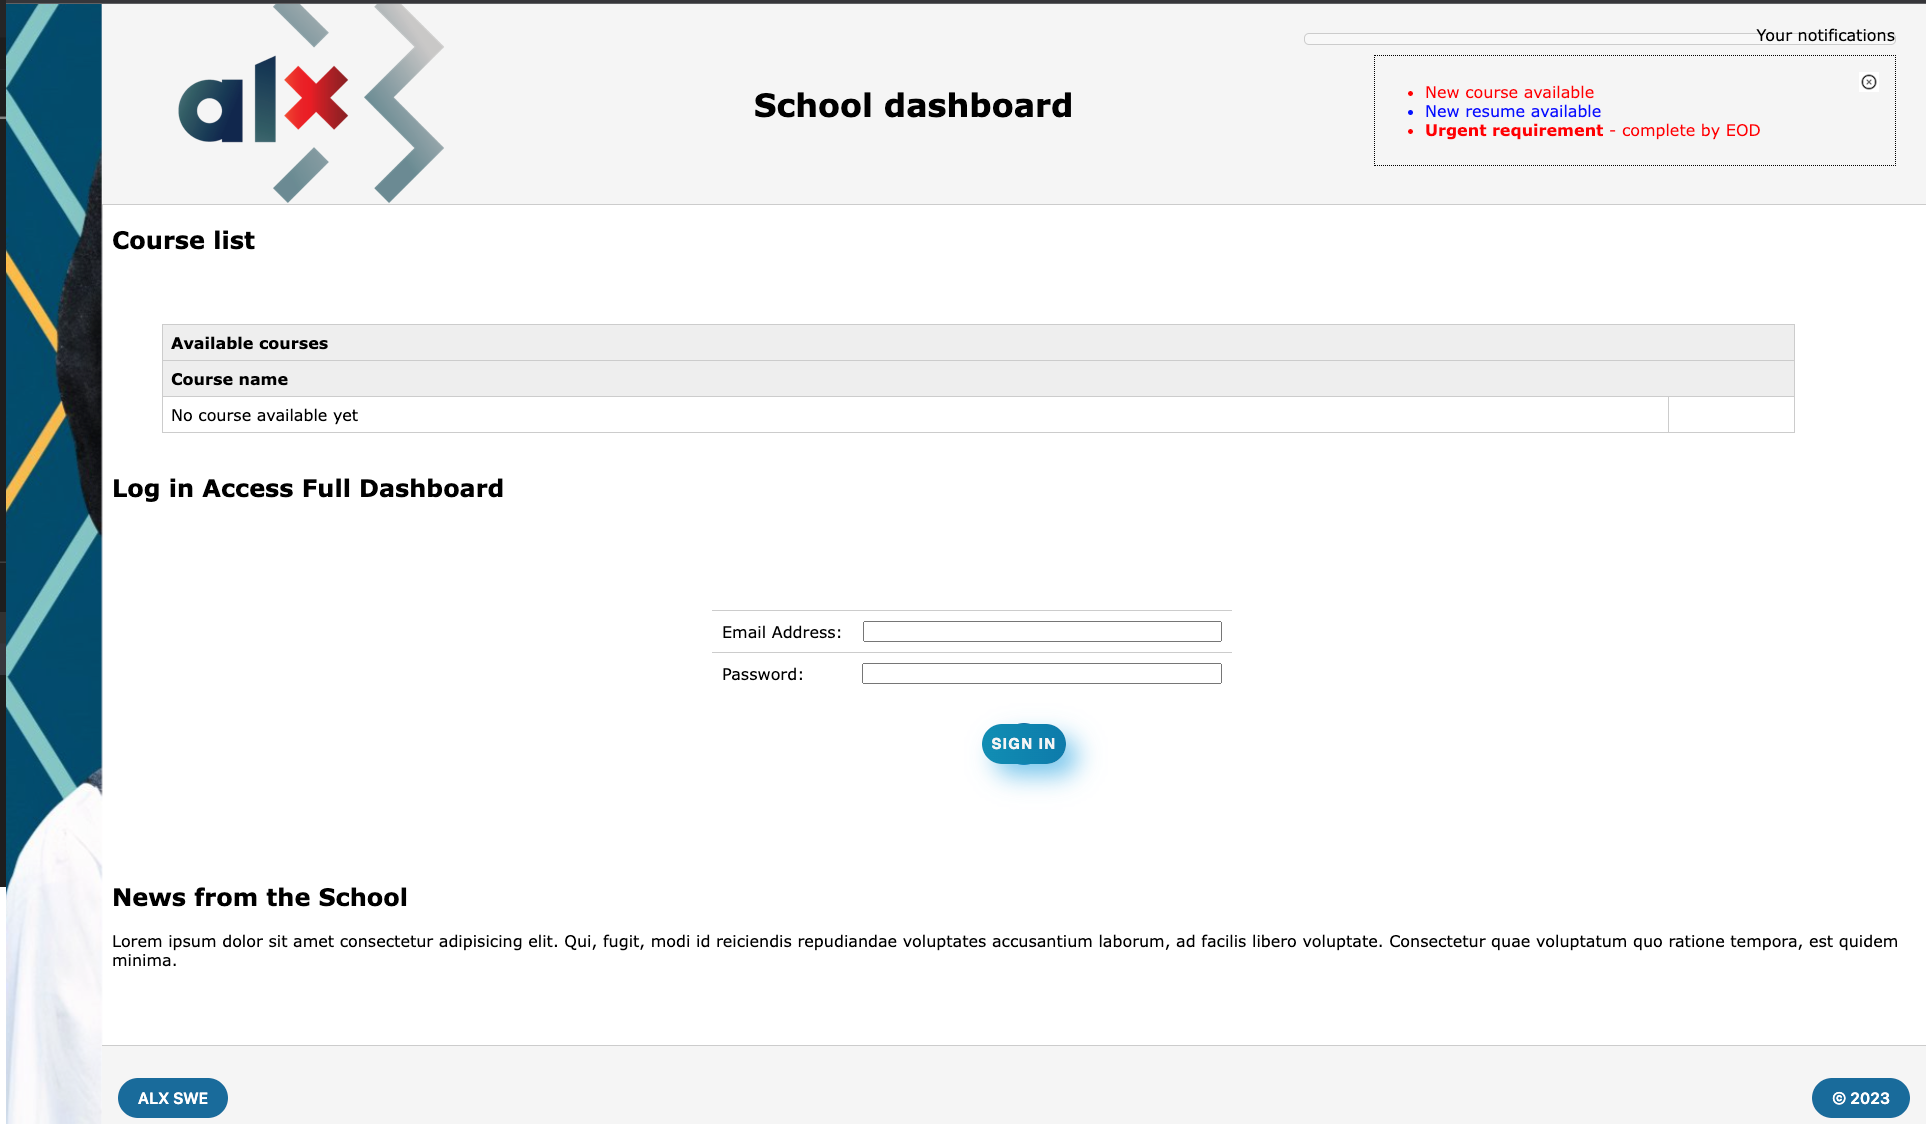 alx
School dashboard
Your notifications
New course available
New resume available
Urgent requirement - complete by EOD
Course list
Available courses
Course name
No course available yet
Log in Access Full Dashboard
Email Address:
Password:
SIGN IN
News from the School
Lorem ipsum dolor sit amet consectetur adipisicing elit. Qui, fugit, modi id reiciendis repudiandae voluptates accusantium laborum, ad facilis libero voluptate. Consectetur quae voluptatum quo ratione tempora, est quidem
minima.
ALX SWE
© 2023